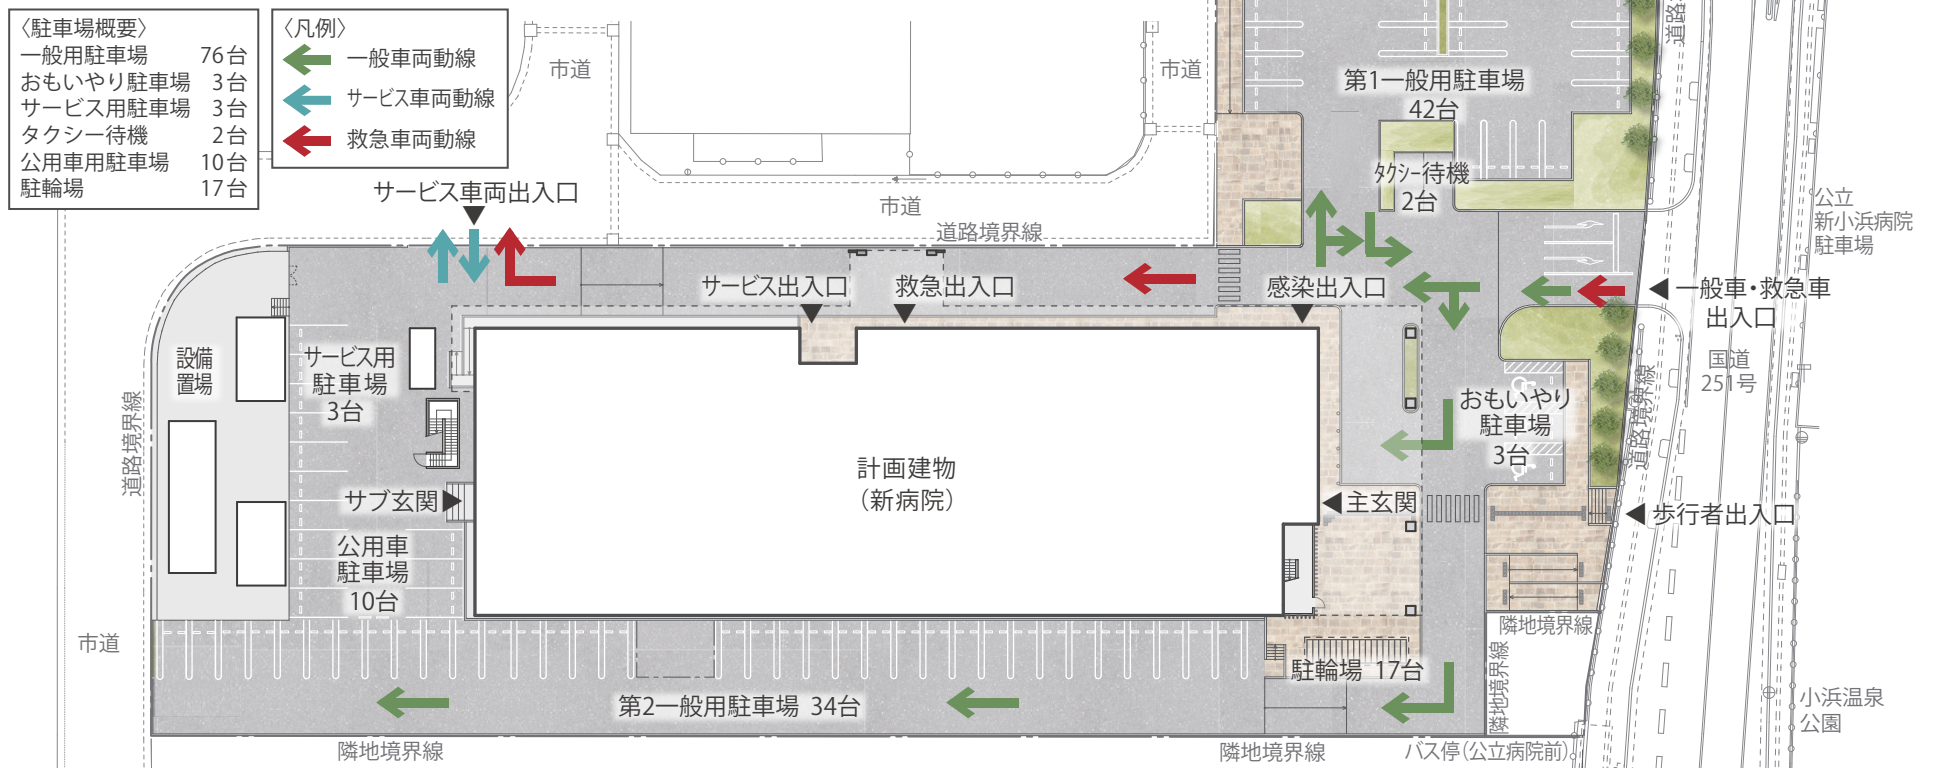 〈駐車場概要〉
一般用駐車場 76台
おもいやり駐車場 3台
サービス用駐車場 3台
タクシー待機 2台
公用車用駐車場 10台
駐輪場 17台
〈凡例〉
一般車両動線
サービス車両動線
救急車両動線
市道
市道
道路
第1一般用駐車場
42台
タクシー待機
2台
公立
新小浜病院
駐車場
サービス車両出入口
市道
道路境界線
サービス出入口
救急出入口
感染出入口
一般車・救急車
出入口
国道
251号
設備
置場
サービス用
駐車場
3台
道路境界線
おもいやり
駐車場
3台
道路境界線
計画建物
（新病院）
サブ玄関
主玄関
歩行者出入口
公用車
駐車場
10台
市道
隣地境界線
隣地境界線
駐輪場 17台
第2一般用駐車場 34台
小浜温泉
公園
隣地境界線
隣地境界線
バス停（公立病院前）